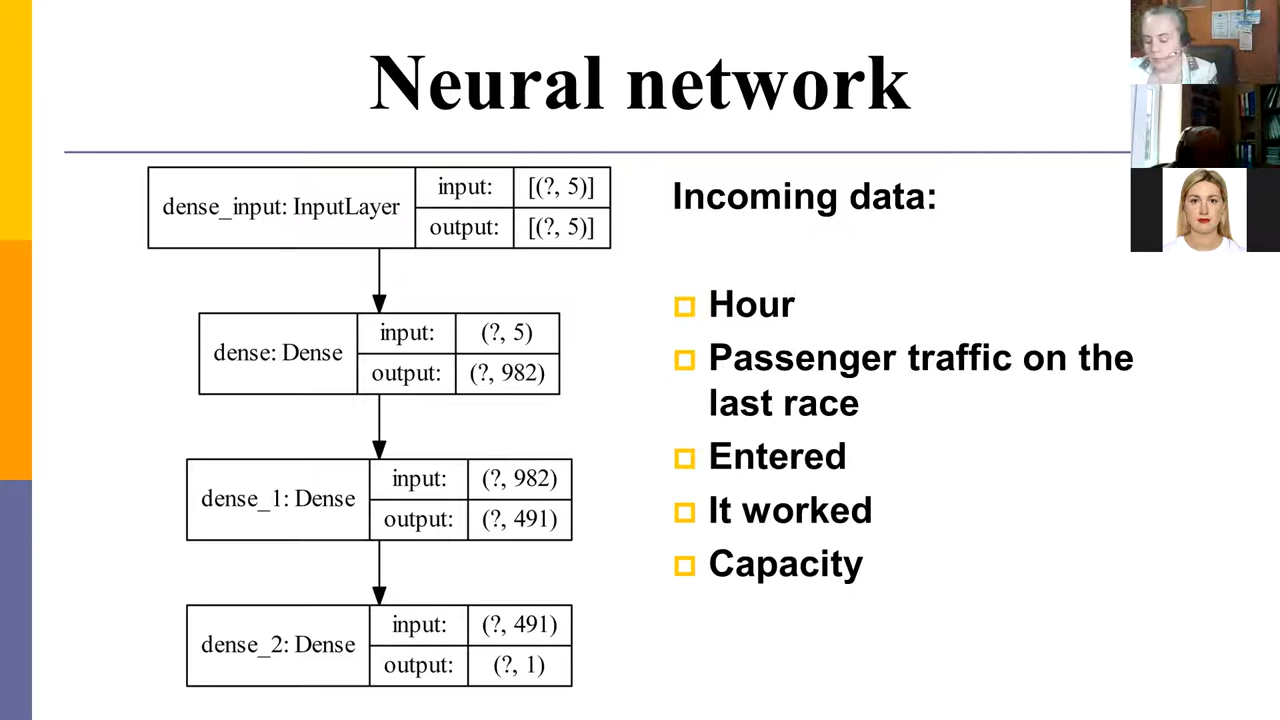 Neural network
dense_input: InputLayer
input:
[(?, 5)]
output:
[(?, 5)]
dense: Dense
input:
(?, 5)
output:
(?, 982)
dense_1: Dense
input:
(?, 982)
output:
(?, 491)
dense_2: Dense
input:
(?, 491)
output:
(?, 1)
Incoming data:
Hour
Passenger traffic on the
last race
Entered
It worked
Capacity